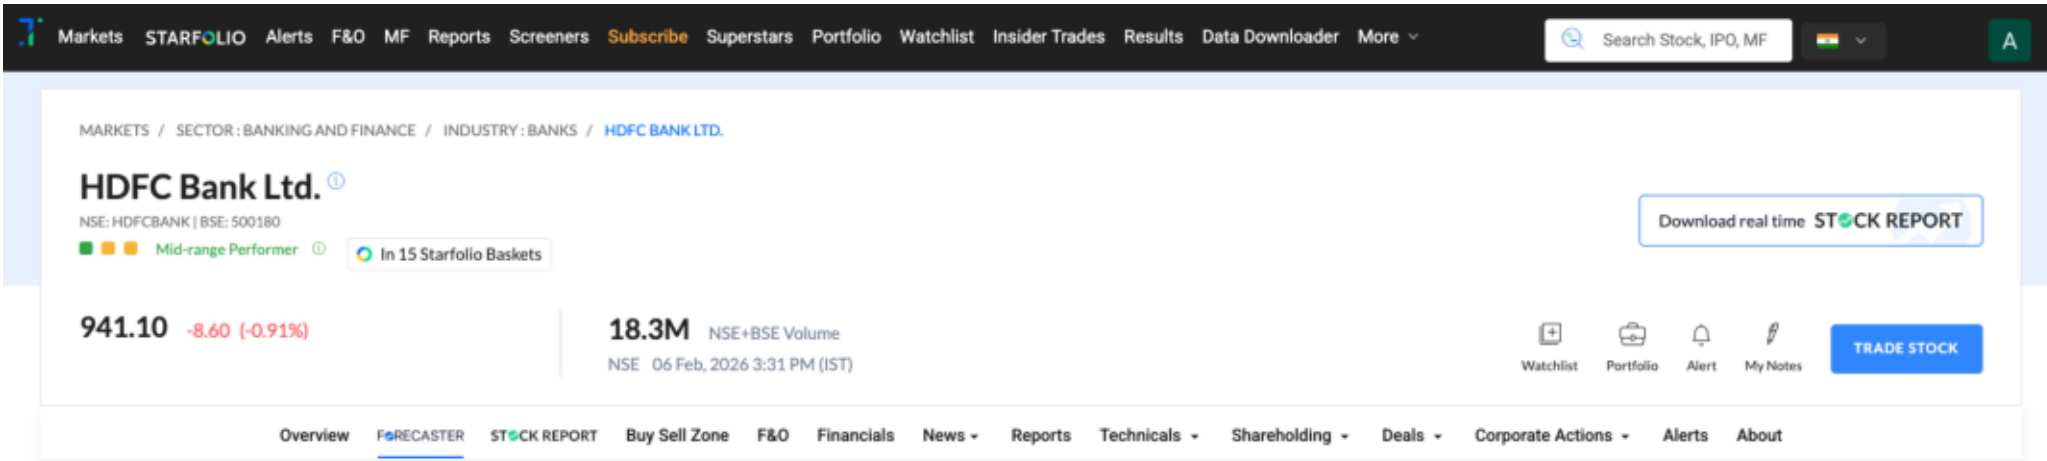 Markets STARFOLIO Alerts F&O MF Reports Screeners Subscribe Superstars Portfolio Watchlist Insider Trades Results Data Downloader More Search Stock, IPO, MF A
MARKETS / SECTOR : BANKING AND FINANCE / INDUSTRY : BANKS / HDFC BANK LTD.
HDFC Bank Ltd.
NSE: HDFCBANK | BSE: 500180
Mid-range Performer In 15 Starfolio Baskets
Download real time STOCK REPORT
941.10 -8.60 (-0.91%)
18.3M NSE+BSE Volume
NSE 06 Feb, 2026 3:31 PM (IST)
Watchlist Portfolio Alert My Notes TRADE STOCK
Overview FORECASTER STOCK REPORT Buy Sell Zone F&O Financials News Reports Technicals Shareholding Deals Corporate Actions Alerts About